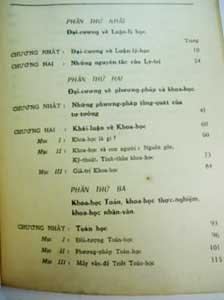 PHẦN THỨ NHẤT
Đại-cương về Luận-lý-học
Trang
CHƯƠNG NHẤT : Đại-cương về Luận-lý-học 10
CHƯƠNG HAI : Những nguyên-tắc của Lý-trí 24
PHẦN THỨ HAI
Đại-cương về phương-pháp và khoa-học.
CHƯƠNG NHẤT : Những phương-pháp tổng-quát của
tư-tưởng 41
CHƯƠNG HAI : Khái-luận về Khoa-học 60
Mục I : Khoa-học là gì ? 60
Mục II : Khoa-học và con người : Nguồn gốc,
Kỹ-thuật, Tinh-thần khoa-học 73
Mục III : Giá-trị Khoa-học 84
PHẦN THỨ BA
Khoa-học Toán, khoa-học thực-nghiệm,
khoa-học nhân-văn.
CHƯƠNG NHẤT : Toán-học 93
Mục I : Đối-tượng Toán-học 96
Mục II : Phương-pháp Toán-học 101
Mục III : Mấy vấn-đề Triết Toán-học 115